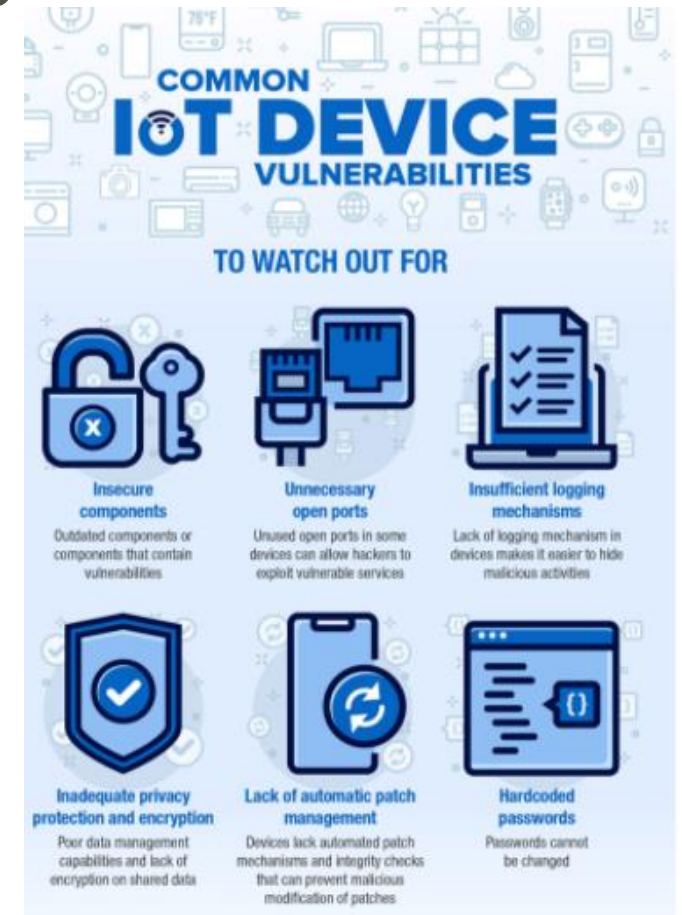 76°F
COMMON
IoT DEVICE
VULNERABILITIES
TO WATCH OUT FOR
Insecure
components
Outdated components or
components that contain
vulnerabilities
Unnecessary
open ports
Unused open ports in some
devices can allow hackers to
exploit vulnerable services
Insufficient logging
mechanisms
Lack of logging mechanism in
devices makes it easier to hide
malicious activities
Inadequate privacy
protection and encryption
Poor data management
capabilities and lack of
encryption on shared data
Lack of automatic patch
management
Devices lack automated patch
mechanisms and integrity checks
that can prevent malicious
modification of patches
Hardcoded
passwords
Passwords cannot
be changed